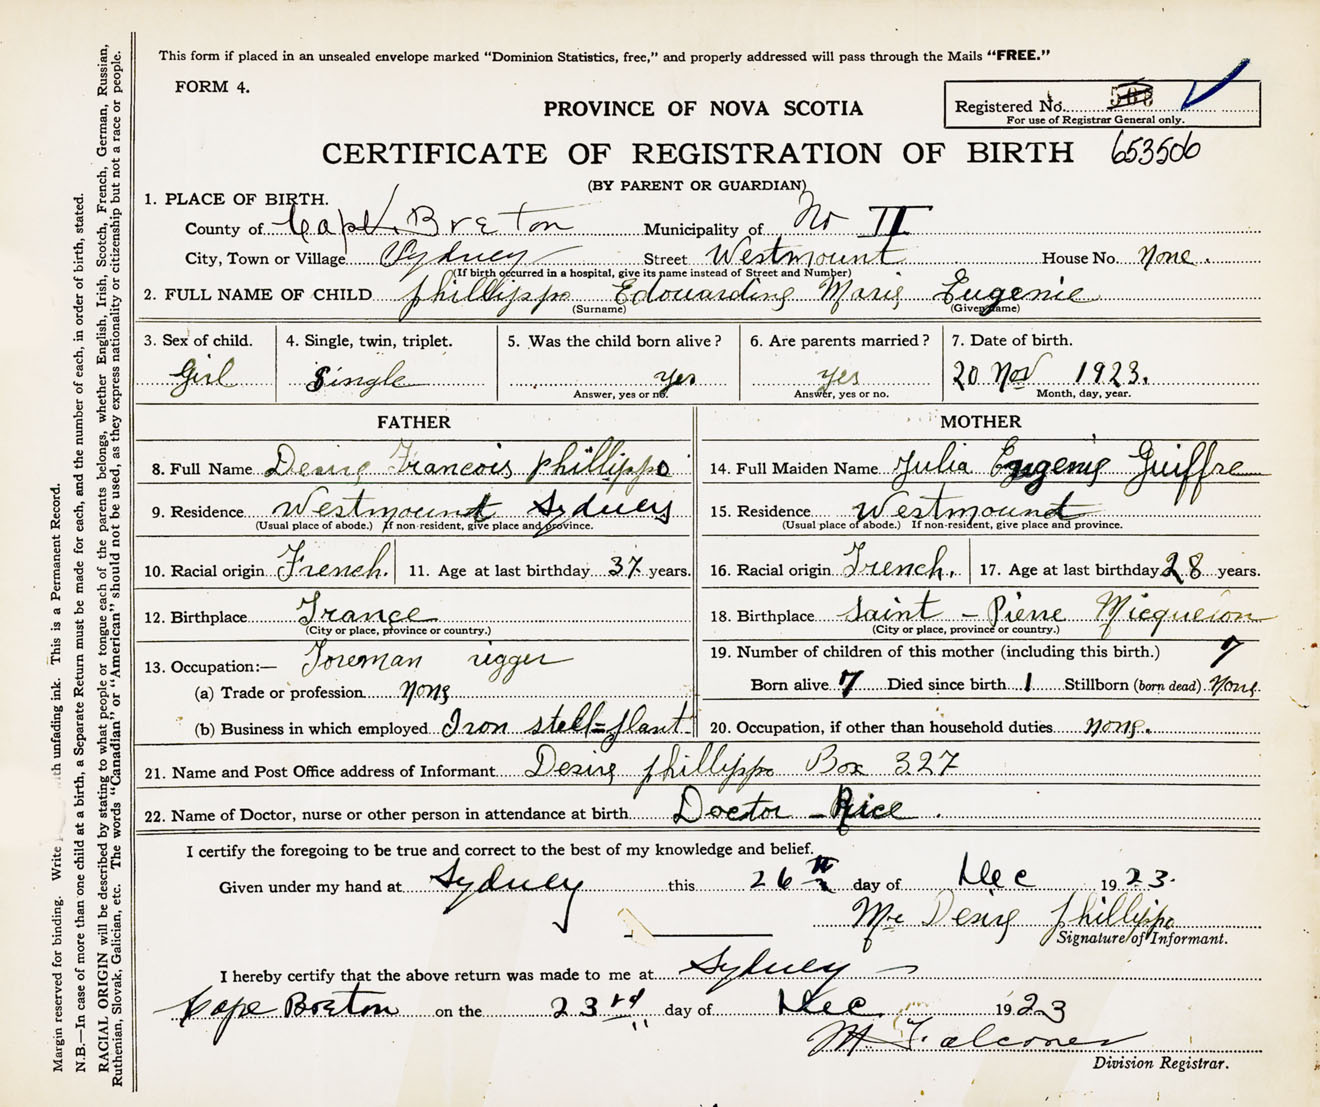 This form if placed in an unsealed envelope marked "Dominion Statistics, free," and properly addressed will pass through the Mails "FREE."
FORM 4.
PROVINCE OF NOVA SCOTIA
Registered No. 568
For use of Registrar General only.
CERTIFICATE OF REGISTRATION OF BIRTH 653506
(BY PARENT OR GUARDIAN)
1. PLACE OF BIRTH.
County of Cape Breton Municipality of No II
City, Town or Village Sydney Street Westmount House No. None.
(If birth occurred in a hospital, give its name instead of Street and Number)
2. FULL NAME OF CHILD phillippo Edouardine Marie Eugenie
(Surname) (Given name)
3. Sex of child. 4. Single, twin, triplet. 5. Was the child born alive? 6. Are parents married? 7. Date of birth.
Girl Single yes yes 20 Nov 1923.
Answer, yes or no. Answer, yes or no. Month, day, year.
FATHER MOTHER
8. Full Name Desire Francois phillippo 14. Full Maiden Name Julia Eugenie Guiffre
9. Residence Westmount Sydney 15. Residence Westmount
(Usual place of abode.) If non-resident, give place and province. (Usual place of abode.) If non-resident, give place and province.
10. Racial origin French. 11. Age at last birthday 37 years. 16. Racial origin French. 17. Age at last birthday 28 years.
12. Birthplace France 18. Birthplace Saint - Pierre Micquelon
(City or place, province or country.) (City or place, province or country.)
13. Occupation:— Foreman rigger 19. Number of children of this mother (including this birth.) 7
(a) Trade or profession none Born alive 7 Died since birth 1 Stillborn (born dead) None.
(b) Business in which employed Iron stell=plant 20. Occupation, if other than household duties none.
21. Name and Post Office address of Informant Desire phillippo Box 327
22. Name of Doctor, nurse or other person in attendance at birth Doctor - Rice.
I certify the foregoing to be true and correct to the best of my knowledge and belief.
Given under my hand at Sydney this 26 day of Dec 1923.
Mr Desire phillippo
Signature of Informant.
I hereby certify that the above return was made to me at Sydney
Cape Breton on the 23rd day of Dec 1923
Falconer
Division Registrar.
Margin reserved for binding. Write unfading ink. This is a Permanent Record.
N.B.—In case of more than one child at a birth, a Separate Return must be made for each, and the number of each, in order of birth, stated.
RACIAL ORIGIN will be described by stating to what people or tongue each of the parents belongs, whether English, Irish, Scotch, French, German, Russian,
Ruthenian, Slovak, Galician, etc. The words "Canadian" or "American" should not be used, as they express nationality or citizenship but not a race or people.